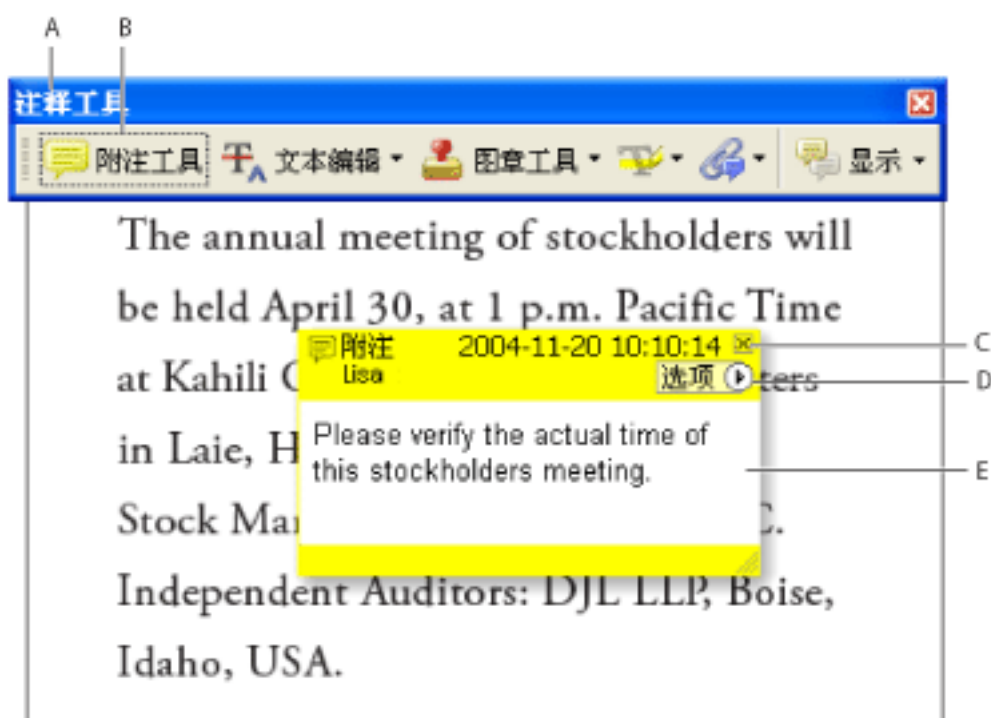 A B
注释工具
附注工具 文本编辑 图章工具 显示
The annual meeting of stockholders will
be held April 30, at 1 p.m. Pacific Time
附注 2004-11-20 10:10:14 C
at Kahili
Lisa 选项 D
Please verify the actual time of
in Laie, H
this stockholders meeting. E
Stock Mar C.
Independent Auditors: DJL LLP, Boise,
Idaho, USA.